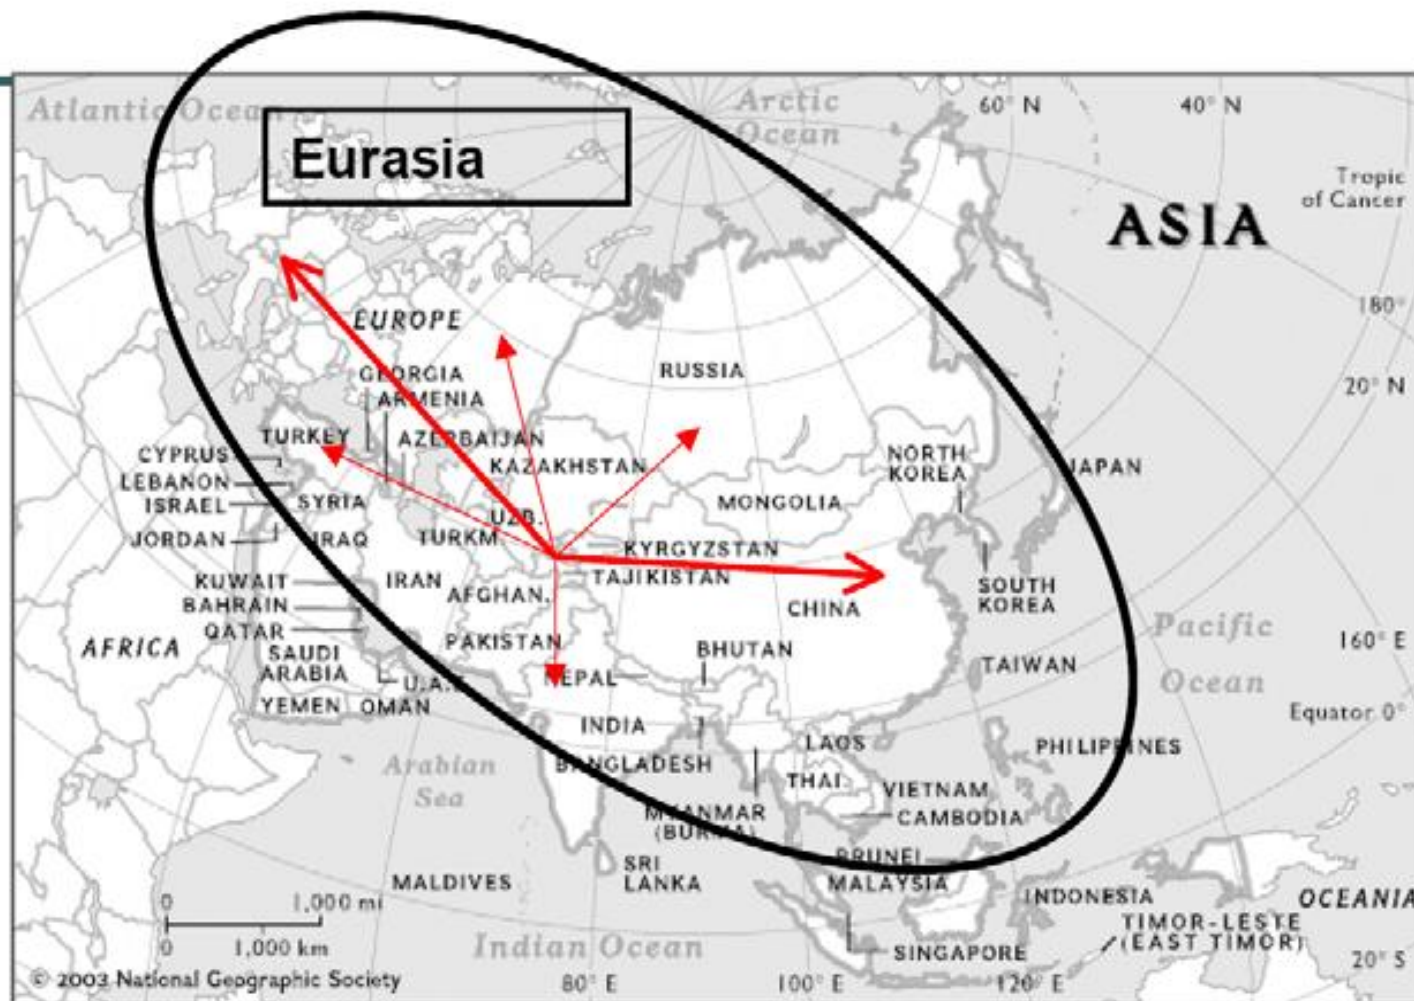 Atlantic Ocean
Arctic
Ocean
60° N
40° N
Eurasia
Tropic
of Cancer
ASIA
180°
EUROPE
RUSSIA
20° N
GEORGIA
ARMENIA
TURKEY
AZERBAIJAN
CYPRUS
KAZAKHSTAN
NORTH
KOREA
JAPAN
LEBANON
ISRAEL
SYRIA
MONGOLIA
UZB.
JORDAN
IRAQ
TURKM.
KYRGYZSTAN
KUWAIT
IRAN
AFGHAN.
TAJIKISTAN
SOUTH
KOREA
BAHRAIN
CHINA
QATAR
AFRICA
PAKISTAN
BHUTAN
Pacific
Ocean
160° E
SAUDI
ARABIA
U.A.E.
NEPAL
TAIWAN
YEMEN
OMAN
INDIA
Equator 0°
LAOS
PHILIPPINES
Arabian
Sea
BANGLADESH
THAI.
VIETNAM
MYANMAR
(BURMA)
CAMBODIA
BRUNEI
MALDIVES
SRI
LANKA
MALAYSIA
INDONESIA
OCEANIA
0
1,000 mi
0
1,000 km
TIMOR-LESTE
(EAST TIMOR)
Indian Ocean
SINGAPORE
20° S
© 2003 National Geographic Society
80° E
100° E
120° E